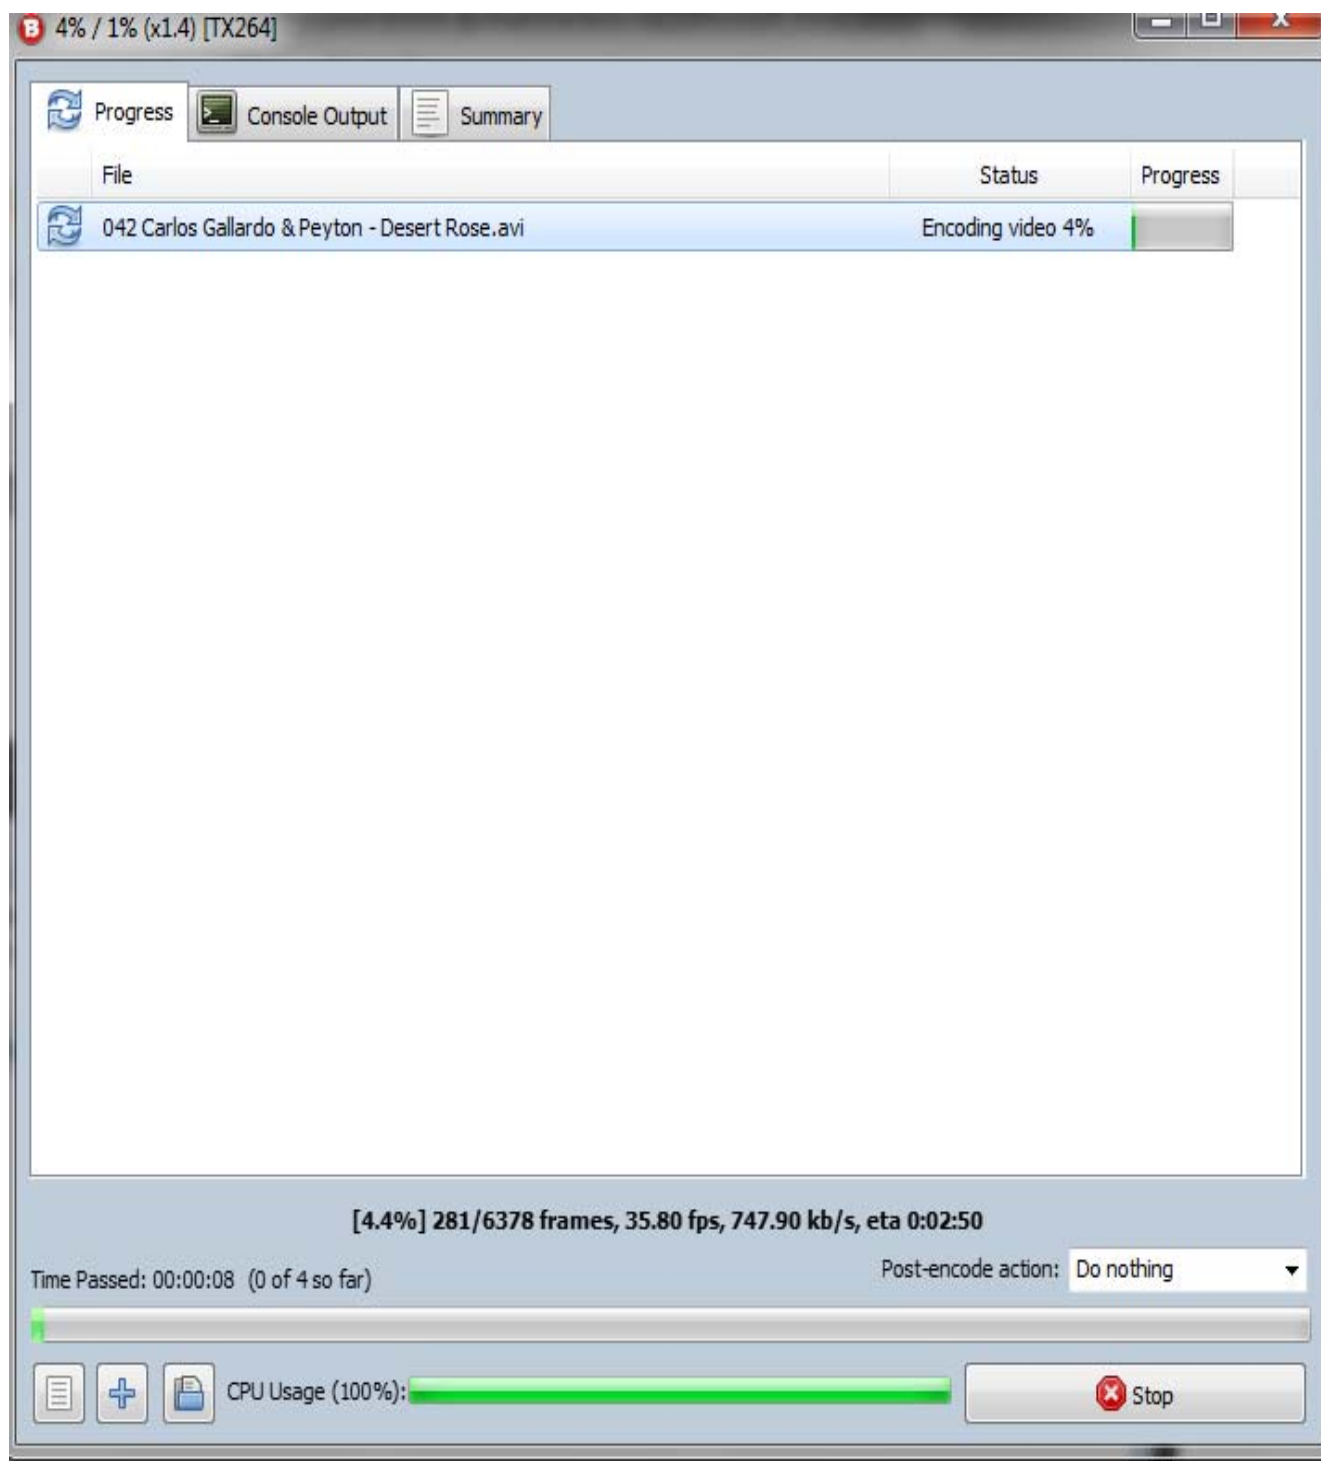 4% / 1% (x1.4) [TX264]
Progress Console Output Summary
File Status Progress
042 Carlos Gallardo & Peyton - Desert Rose.avi Encoding video 4%
[4.4%] 281/6378 frames, 35.80 fps, 747.90 kb/s, eta 0:02:50
Time Passed: 00:00:08 (0 of 4 so far) Post-encode action: Do nothing
CPU Usage (100%): Stop